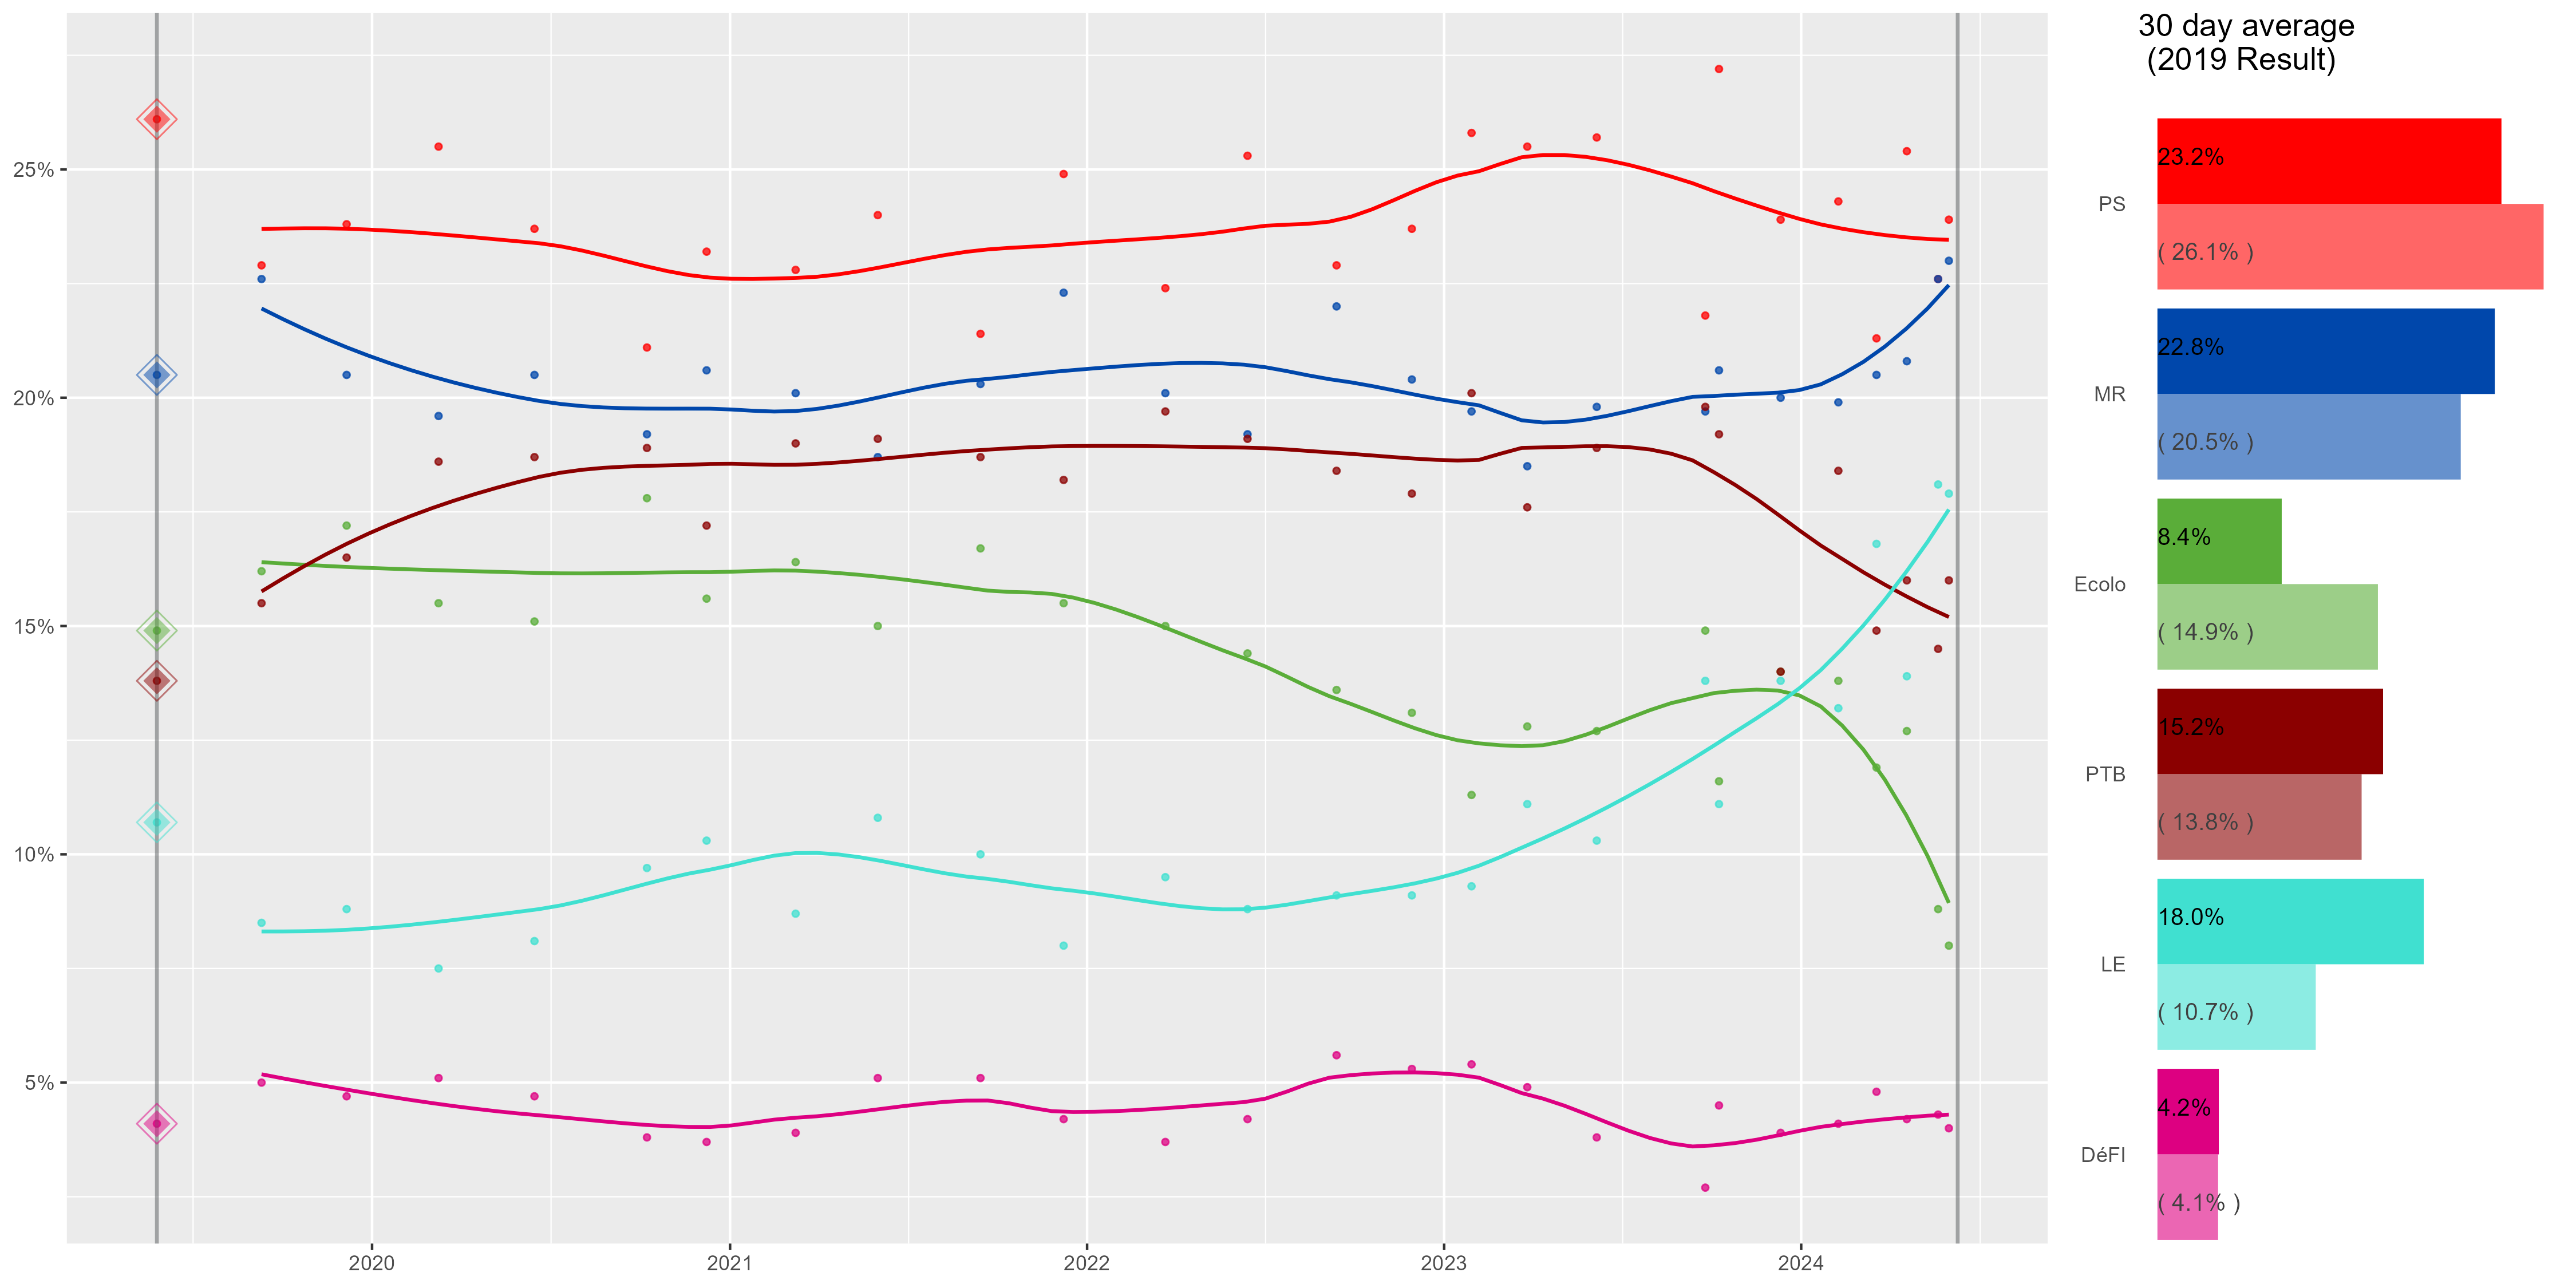 30 day average
(2019 Result)
25%
20%
15%
10%
5%
2020
2021
2022
2023
2024
PS
23.2%
( 26.1% )
MR
22.8%
( 20.5% )
Ecolo
8.4%
( 14.9% )
PTB
15.2%
( 13.8% )
LE
18.0%
( 10.7% )
DéFI
4.2%
( 4.1% )